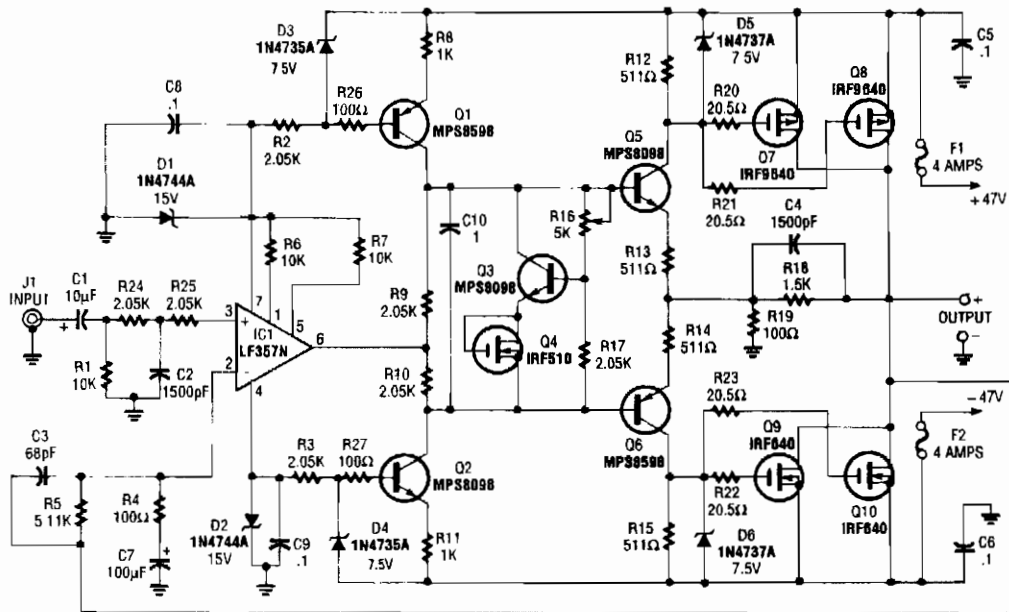 D3
1N4735A
7 5V
R8
1K
D5
1N4737A
7 5V
C5
.1
C8
.1
R26
100Ω
R2
2.05K
Q1
MPS8598
R12
511Ω
R20
20.5Ω
Q8
IRF9640
Q7
IRF9640
D1
1N4744A
15V
Q5
MPS8098
R21
20.5Ω
F1
4 AMPS
+47V
C4
1500pF
R6
10K
R7
10K
C10
1
R16
5K
R13
511Ω
R18
1.5K
J1
INPUT
C1
10µF
+
R24
2.05K
R25
2.05K
Q3
MPS8098
R19
100Ω
+
OUTPUT
-
3
+
7
1
5
IC1
LF357N
6
2
-
4
R9
2.05K
Q4
IRF510
R14
511Ω
R1
10K
C2
1500pF
R10
2.05K
R17
2.05K
R23
20.5Ω
-47V
C3
68pF
R3
2.05K
R27
100Ω
Q2
MPS8098
Q6
MPS8598
Q9
IRF640
F2
4 AMPS
R5
5 11K
R4
100Ω
R22
20.5Ω
Q10
IRF640
D2
1N4744A
15V
C9
.1
D4
1N4735A
7.5V
R11
1K
R15
511Ω
D6
1N4737A
7.5V
C6
.1
C7
100µF
+